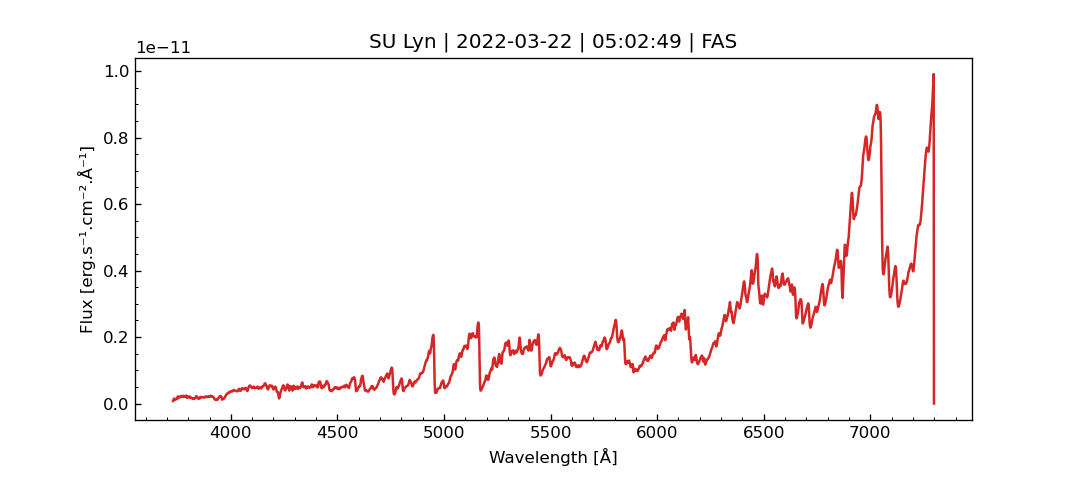 SU Lyn | 2022-03-22 | 05:02:49 | FAS
1e−11
1.0
0.8
0.6
0.4
0.2
0.0
Flux [erg.s⁻¹.cm⁻².Å⁻¹]
4000 4500 5000 5500 6000 6500 7000
Wavelength [Å]